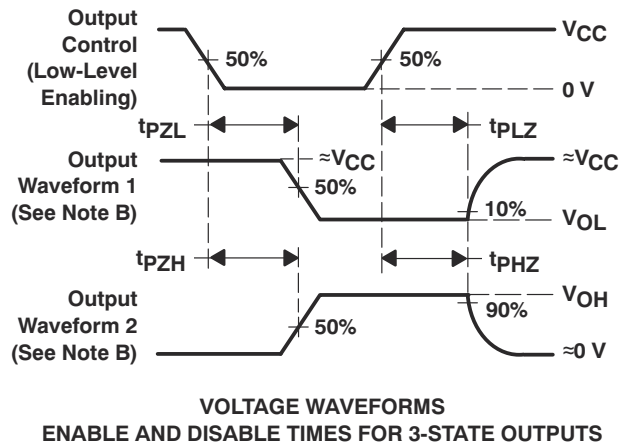 Output
Control
(Low-Level
Enabling)
50%
50%
VCC
0 V
tPZL
tPLZ
Output
Waveform 1
(See Note B)
≈VCC
50%
10%
≈VCC
VOL
tPZH
tPHZ
Output
Waveform 2
(See Note B)
50%
90%
VOH
≈0 V
VOLTAGE WAVEFORMS
ENABLE AND DISABLE TIMES FOR 3-STATE OUTPUTS